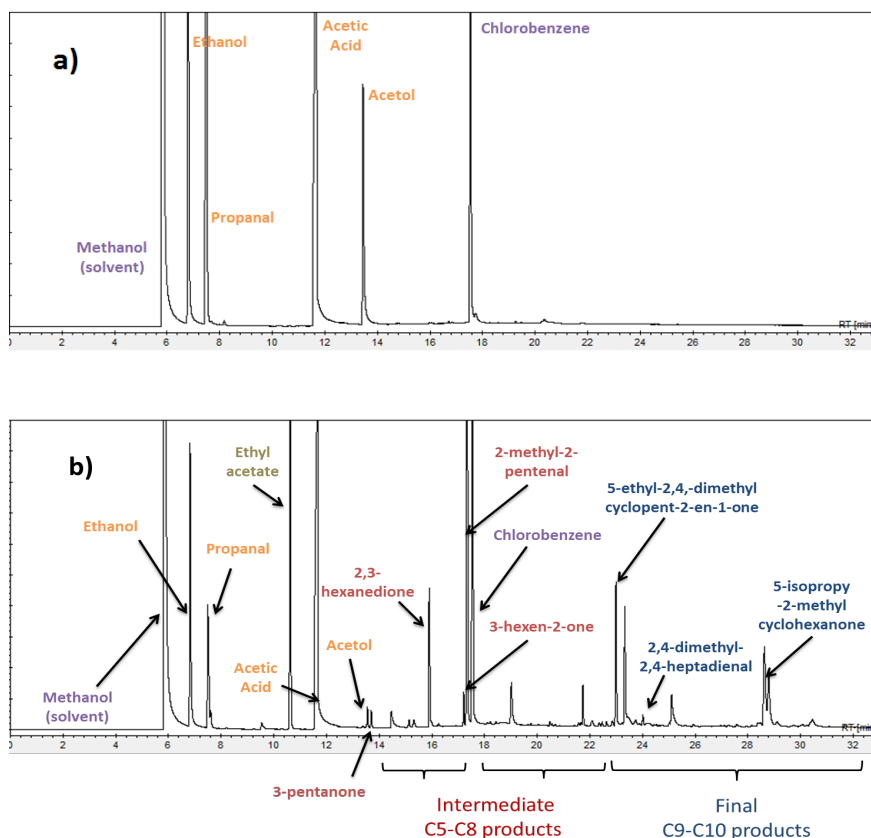 a)
Ethanol
Acetic
Acid
Chlorobenzene
Acetol
Propanal
Methanol
(solvent)
RT [min
0 2 4 6 8 10 12 14 16 18 20 22 24 26 28 30 32
b)
Ethyl
acetate
2-methyl-2-
pentenal
5-ethyl-2,4,-dimethyl
cyclopent-2-en-1-one
Ethanol
Propanal
Chlorobenzene
2,3-
hexanedione
5-isopropy
-2-methyl
cyclohexanone
3-hexen-2-one
Acetol
2,4-dimethyl-
2,4-heptadienal
Acetic
Acid
Methanol
(solvent)
RT [min
0 2 4 6 8 10 12 14 16 18 20 22 24 26 28 30 32
3-pentanone
Intermediate
C5-C8 products
Final
C9-C10 products